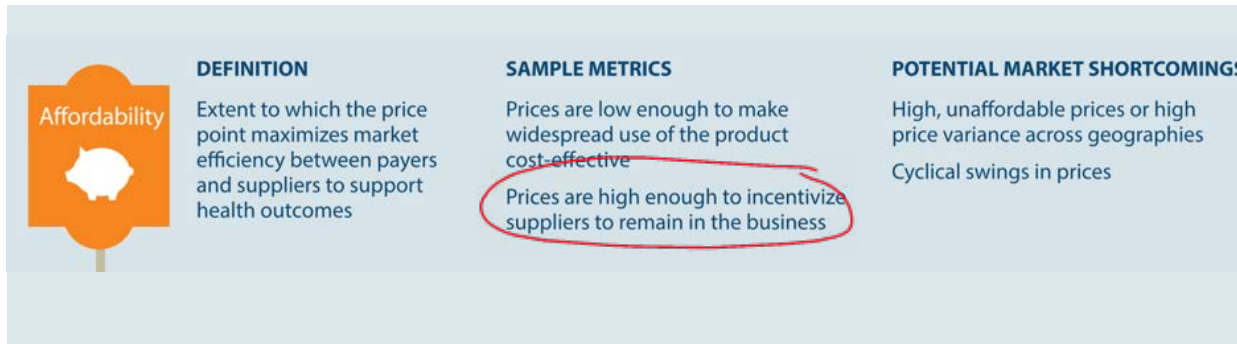 Affordability
DEFINITION
Extent to which the price
point maximizes market
efficiency between payers
and suppliers to support
health outcomes
SAMPLE METRICS
Prices are low enough to make
widespread use of the product
cost-effective
Prices are high enough to incentivize
suppliers to remain in the business
POTENTIAL MARKET SHORTCOMINGS
High, unaffordable prices or high
price variance across geographies
Cyclical swings in prices